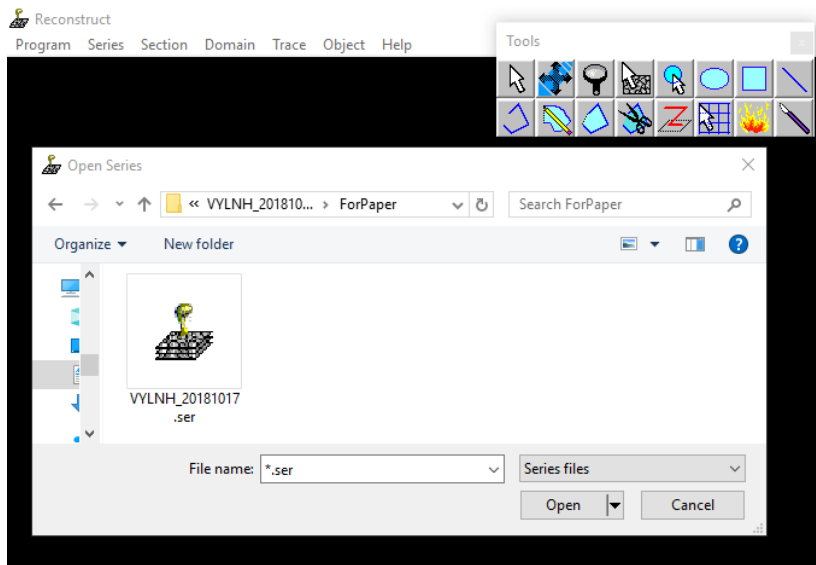 Reconstruct
Program Series Section Domain Trace Object Help
Tools
Open Series
« VYLNH_201810... › ForPaper
Search ForPaper
Organize
New folder
VYLNH_20181017
.ser
File name: *.ser
Series files
Open
Cancel